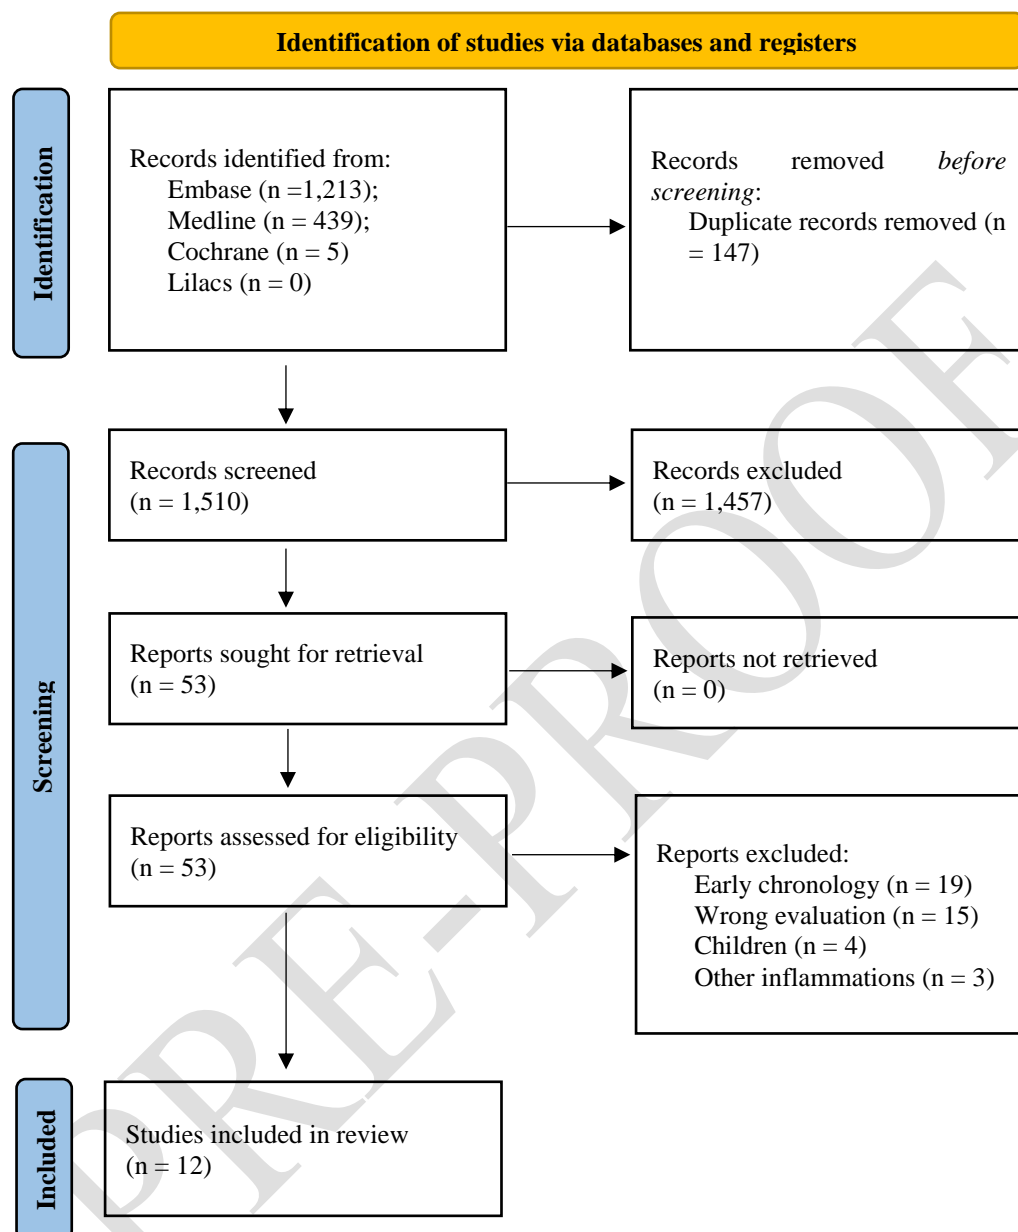 Identification of studies via databases and registers
Identification
Records identified from:
Embase (n =1,213);
Medline (n = 439);
Cochrane (n = 5)
Lilacs (n = 0)
Records removed before
screening:
Duplicate records removed (n
= 147)
Screening
Records screened
(n = 1,510)
Records excluded
(n = 1,457)
Reports sought for retrieval
(n = 53)
Reports not retrieved
(n = 0)
Reports assessed for eligibility
(n = 53)
Reports excluded:
Early chronology (n = 19)
Wrong evaluation (n = 15)
Children (n = 4)
Other inflammations (n = 3)
Included
Studies included in review
(n = 12)
PRE-PROOF